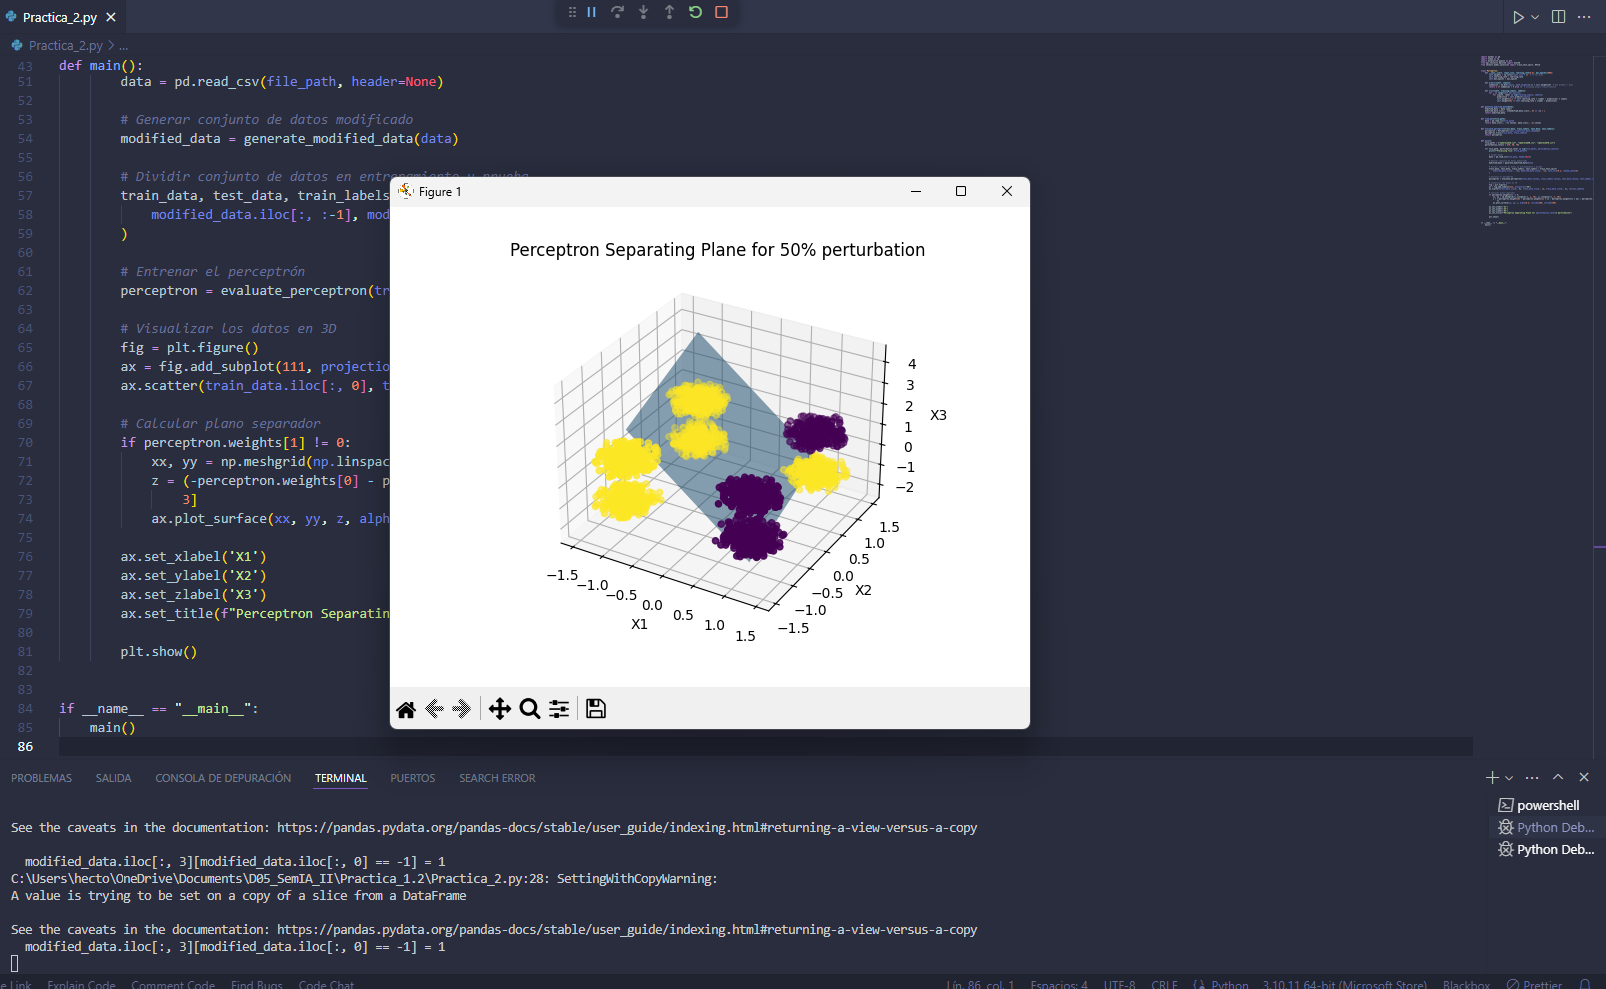 Practica_2.py
Practica_2.py > ...
43 def main():
51 data = pd.read_csv(file_path, header=None)
52
53 # Generar conjunto de datos modificado
54 modified_data = generate_modified_data(data)
55
56 # Dividir conjunto de datos en entrenamiento y prueba
57 train_data, test_data, train_labels
58 modified_data.iloc[:, :-1], mod
59 )
60
61 # Entrenar el perceptrón
62 perceptron = evaluate_perceptron(tr
63
64 # Visualizar los datos en 3D
65 fig = plt.figure()
66 ax = fig.add_subplot(111, projectio
67 ax.scatter(train_data.iloc[:, 0], t
68
69 # Calcular plano separador
70 if perceptron.weights[1] != 0:
71 xx, yy = np.meshgrid(np.linspac
72 z = (-perceptron.weights[0] - p
73 3]
74 ax.plot_surface(xx, yy, z, alph
75
76 ax.set_xlabel('X1')
77 ax.set_ylabel('X2')
78 ax.set_zlabel('X3')
79 ax.set_title(f"Perceptron Separatin
80
81 plt.show()
82
83
84 if __name__ == "__main__":
85 main()
86
Figure 1
Perceptron Separating Plane for 50% perturbation
4
3
2
1
0
−1
−2
X3
1.5
1.0
0.5
0.0
−0.5
−1.0
−1.5
X2
−1.5
−1.0
−0.5
0.0
0.5
1.0
1.5
X1
PROBLEMAS SALIDA CONSOLA DE DEPURACIÓN TERMINAL PUERTOS SEARCH ERROR
powershell
Python Deb...
Python Deb...
See the caveats in the documentation: https://pandas.pydata.org/pandas-docs/stable/user_guide/indexing.html#returning-a-view-versus-a-copy
modified_data.iloc[:, 3][modified_data.iloc[:, 0] == -1] = 1
C:\Users\hecto\OneDrive\Documents\D05_SemIA_II\Practica_1.2\Practica_2.py:28: SettingWithCopyWarning:
A value is trying to be set on a copy of a slice from a DataFrame
See the caveats in the documentation: https://pandas.pydata.org/pandas-docs/stable/user_guide/indexing.html#returning-a-view-versus-a-copy
modified_data.iloc[:, 3][modified_data.iloc[:, 0] == -1] = 1
e Link Explain Code Comment Code Find Bugs Code Chat Lín. 86, col. 1 Espacios: 4 UTF-8 CRLF Python 3.10.11 64-bit (Microsoft Store) Blackbox Prettier